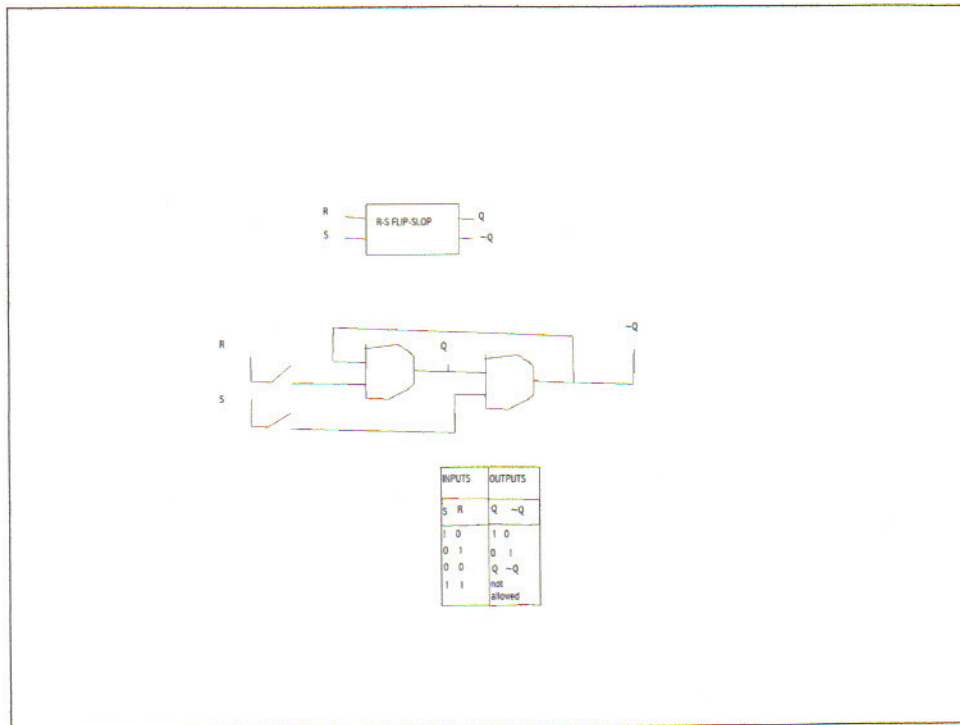 R
R-S FLIP-SLOP
Q
S
~Q
~Q
R
Q
S
INPUTS OUTPUTS
S R Q ~Q
1 0 1 0
0 1 0 1
0 0 Q ~Q
1 1 not
allowed